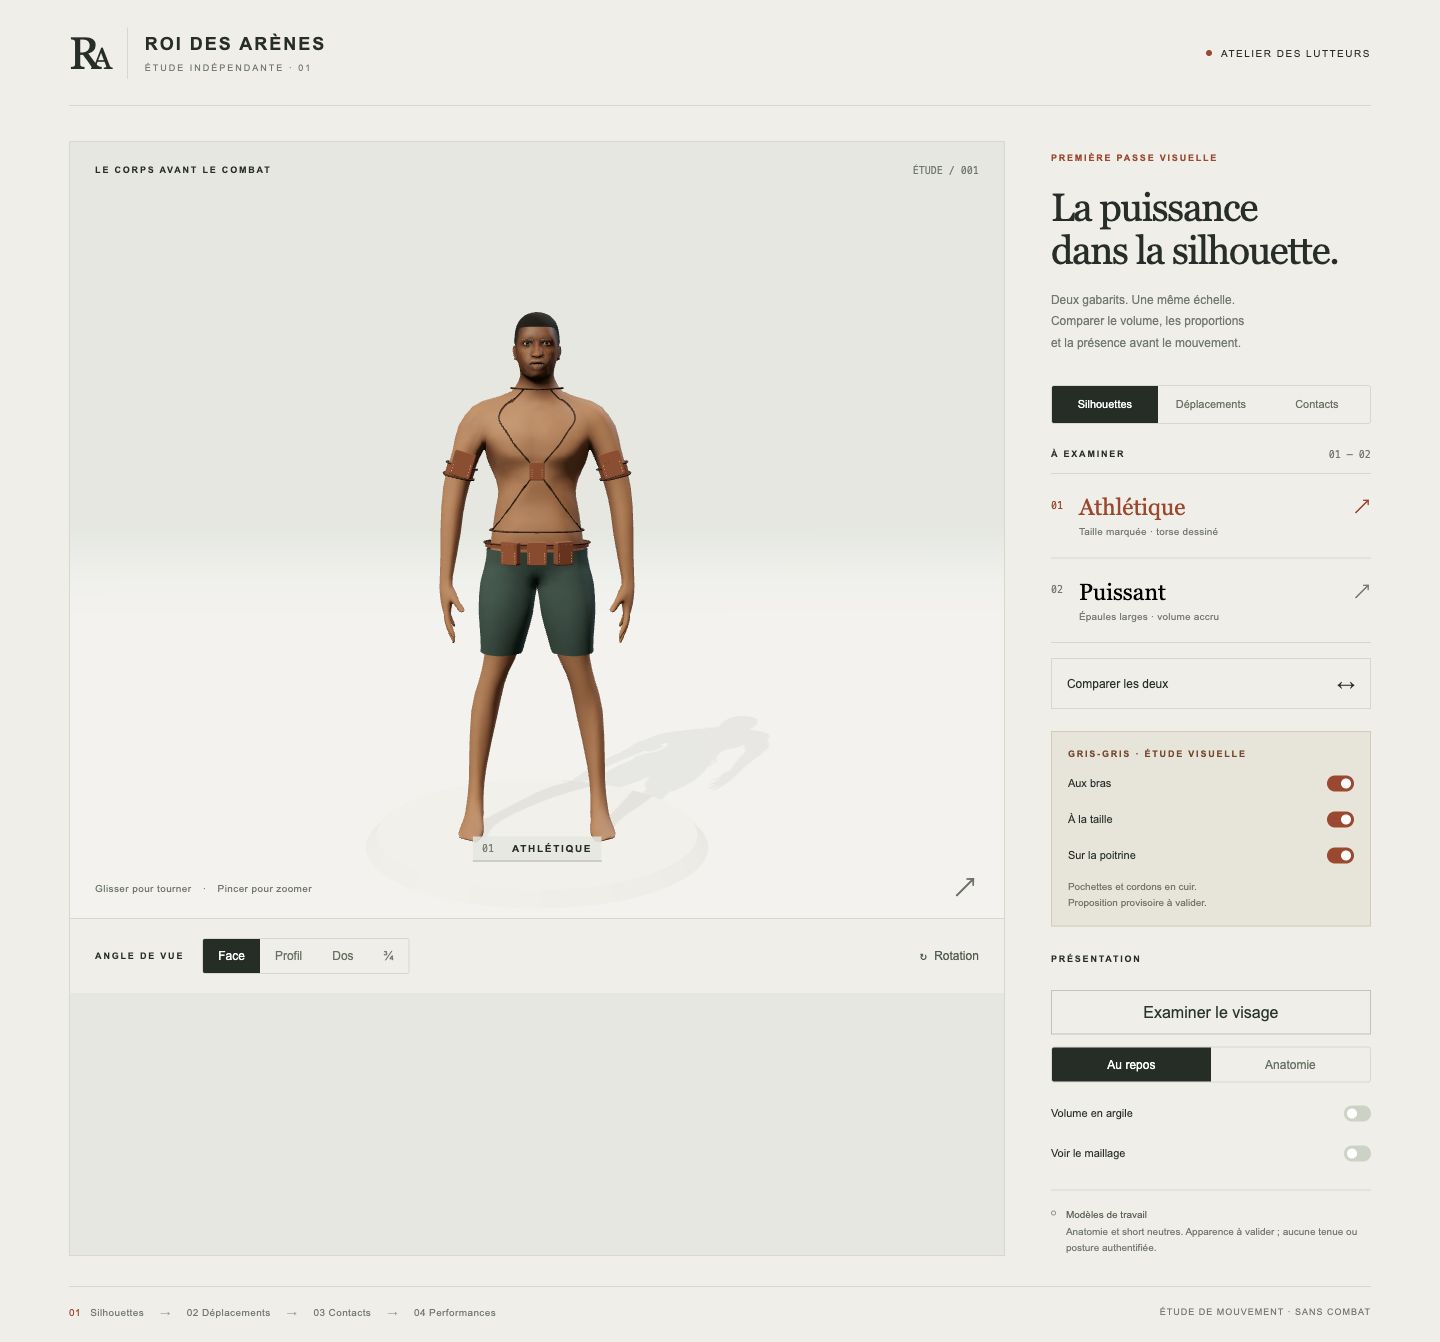 RA
ROI DES ARÈNES
ÉTUDE INDÉPENDANTE · 01
ATELIER DES LUTTEURS
LE CORPS AVANT LE COMBAT
ÉTUDE / 001
01 ATHLÉTIQUE
Glisser pour tourner · Pincer pour zoomer
↗
ANGLE DE VUE
Face
Profil
Dos
¾
↻ Rotation
PREMIÈRE PASSE VISUELLE
La puissance
dans la silhouette.
Deux gabarits. Une même échelle.
Comparer le volume, les proportions
et la présence avant le mouvement.
Silhouettes
Déplacements
Contacts
À EXAMINER
01 — 02
01 Athlétique ↗
Taille marquée · torse dessiné
02 Puissant ↗
Épaules larges · volume accru
Comparer les deux ↔
GRIS-GRIS · ÉTUDE VISUELLE
Aux bras
À la taille
Sur la poitrine
Pochettes et cordons en cuir.
Proposition provisoire à valider.
PRÉSENTATION
Examiner le visage
Au repos
Anatomie
Volume en argile
Voir le maillage
Modèles de travail
Anatomie et short neutres. Apparence à valider ; aucune tenue ou
posture authentifiée.
01 Silhouettes → 02 Déplacements → 03 Contacts → 04 Performances
ÉTUDE DE MOUVEMENT · SANS COMBAT